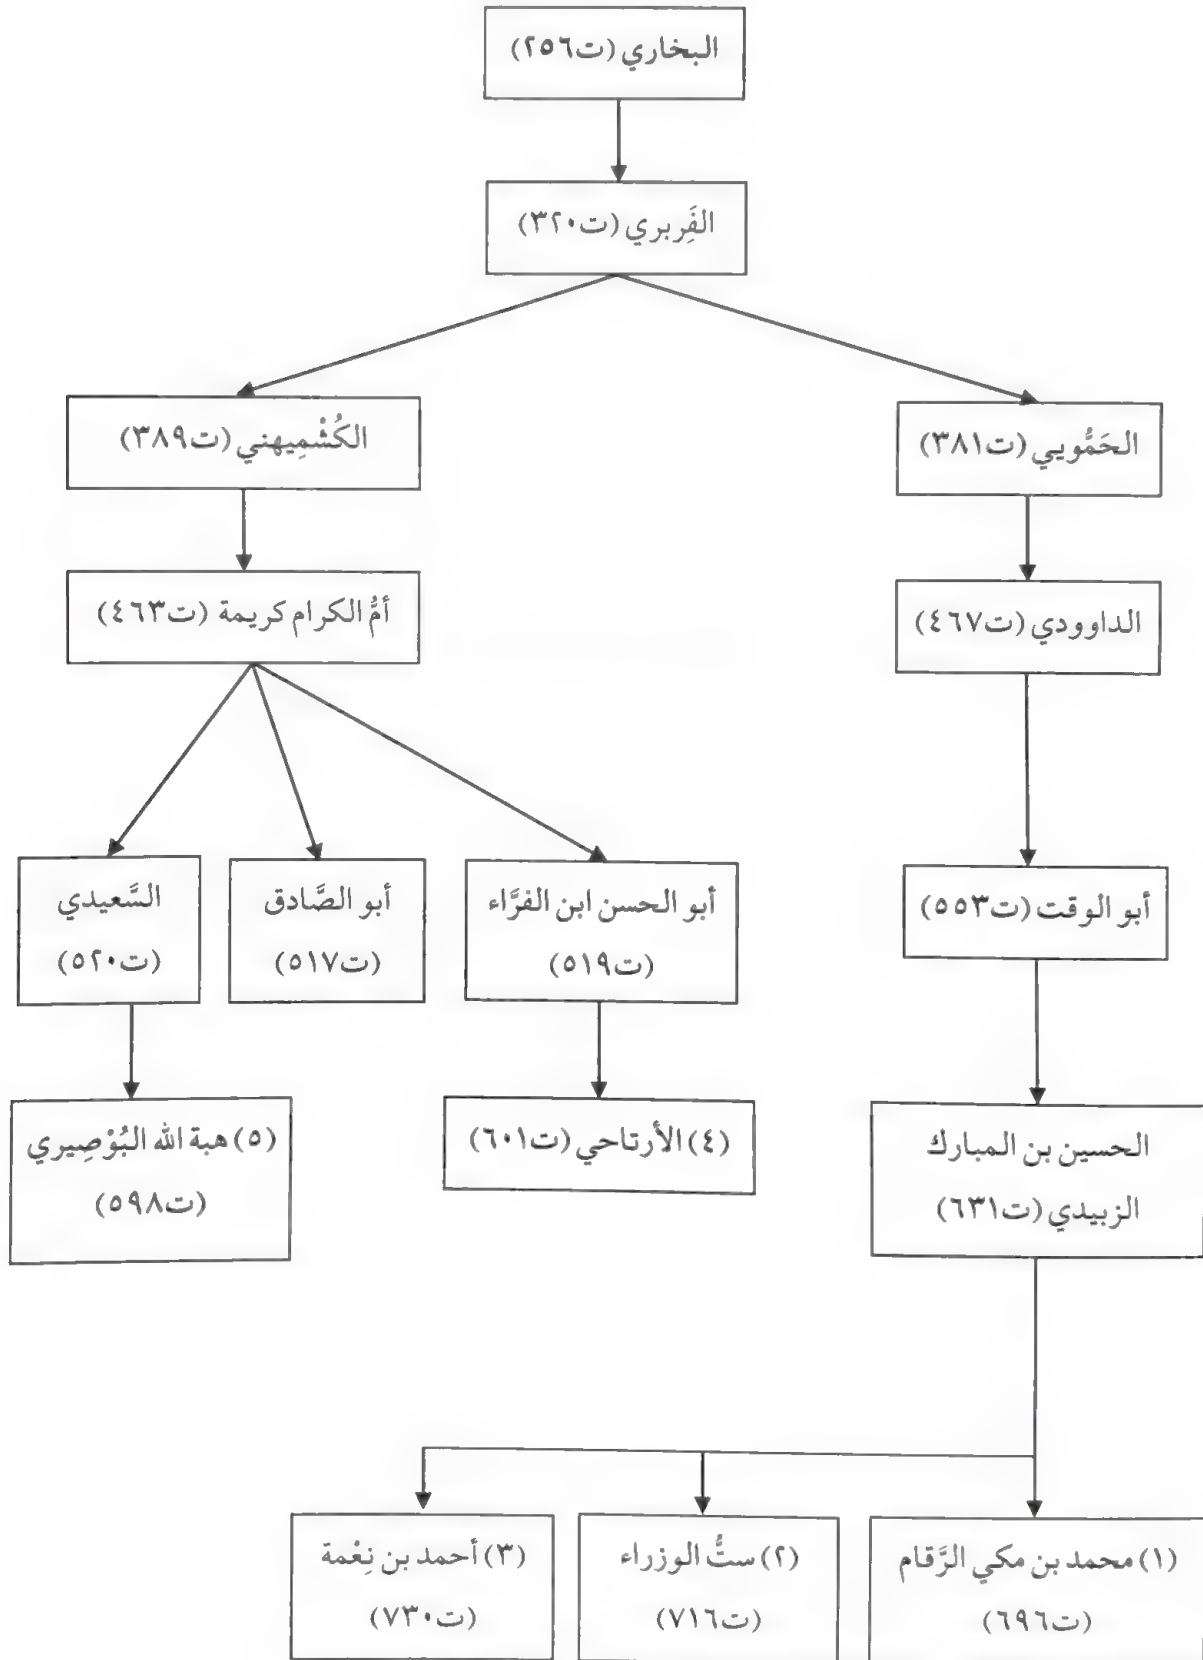 البخاري (ت٢٥٦)
الفَِربري (ت٣٢٠)
الحَمُّويي (ت٣٨١)
الكُشْمِيهني (ت٣٨٩)
الداوودي (ت٤٦٧)
أمُّ الكرام كريمة (ت٤٦٣)
أبو الوقت (ت٥٥٣)
أبو الحسن ابن الفرَّاء
(ت٥١٩)
أبو الصَّادق
(ت٥١٧)
السَّعيدي
(ت٥٢٠)
الحسين بن المبارك
الزبيدي (ت٦٣١)
(٤) الأرتاحي (ت٦٠١)
(٥) هبة الله البُوْصِيري
(ت٥٩٨)
(١) محمد بن مكي الرَّقام
(ت٦٩٦)
(٢) ستُّ الوزراء
(ت٧١٦)
(٣) أحمد بن نِعْمة
(ت٧٣٠)